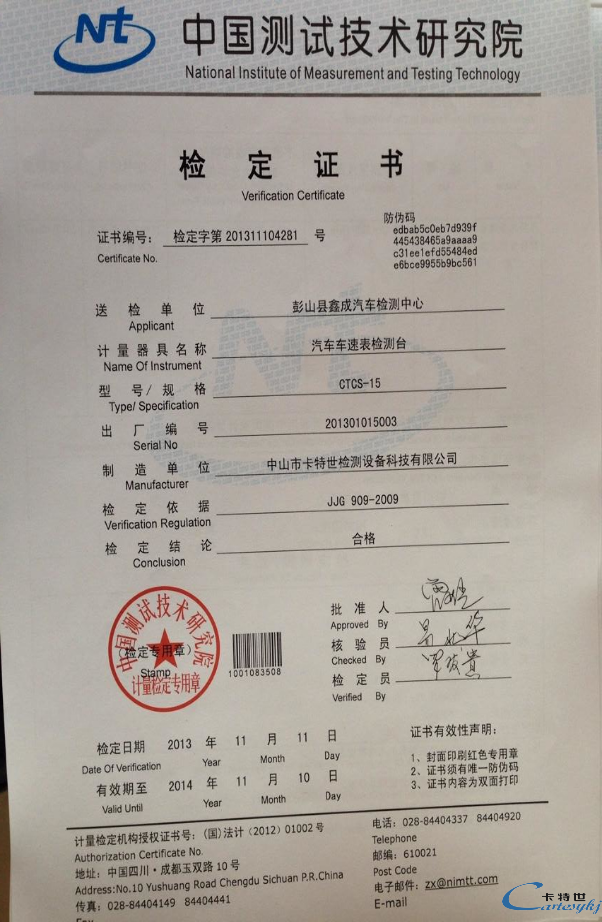 Nt 中国测试技术研究院
National Institute of Measurement and Testing Technology
检定证书
Verification Certificate
防伪码
edbab5c0eb7d939f
445438465a9aaaa9
c31ee1efd55484ed
e6bce9955b9bc561
证书编号： 检定字第 201311104281 号
Certificate No.
送检单位 彭山县鑫成汽车检测中心
Applicant
计量器具名称 汽车车速表检测台
Name Of Instrument
型号/规格 CTCS-15
Type/ Specification
出厂编号 201301015003
Serial No
制造单位 中山市卡特世检测设备科技有限公司
Manufacturer
检定依据 JJG 909-2009
Verification Regulation
检定结论 合格
Conclusion
中国测试技术研究院
(检定专用章)
Stamp
计量检定专用章
1001083508
批准人
Approved By
核验员
Checked By
检定员
Verified By
检定日期 2013 年 11 月 11 日
Date Of Verification Year Month Day
有效期至 2014 年 11 月 10 日
Valid Until Year Month Day
证书有效性声明：
1、封面印刷红色专用章
2、证书须有唯一防伪码
3、证书内容为双面打印
计量检定机构授权证书号：(国)法计（2012）01002 号
Authorization Certificate No.
地址：中国四川·成都玉双路 10 号
Address:No.10 Yushuang Road Chengdu Sichuan P.R.China
传真：028-84404149 84404441
电话：028-84404337 84404920
Telephone
邮编：610021
Post Code
电子邮件：zx@nimtt.com
E-mail
卡特世
Cartesykj